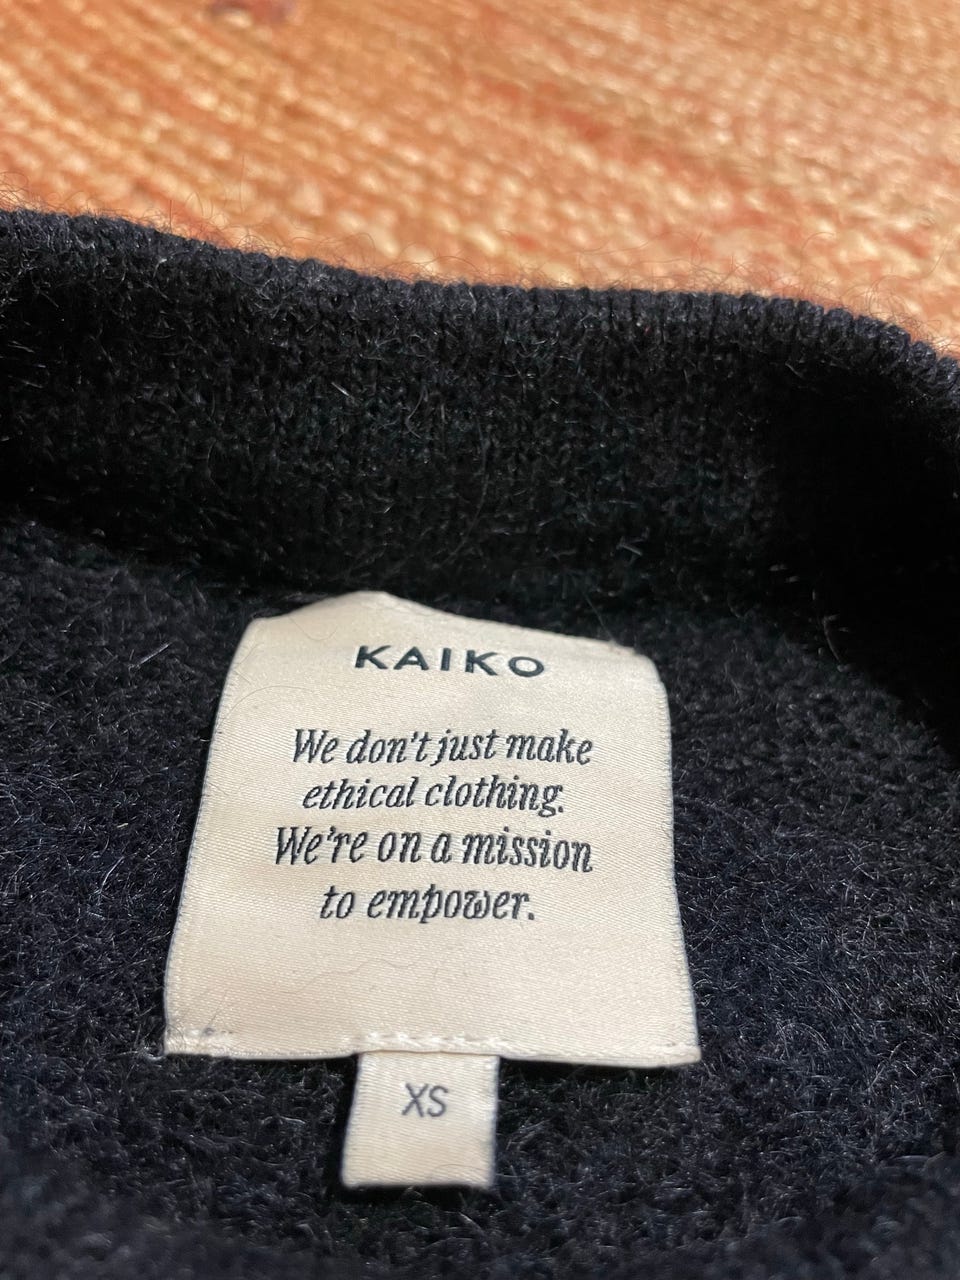 KAIKO
We don't just make
ethical clothing.
We're on a mission
to empower.
XS